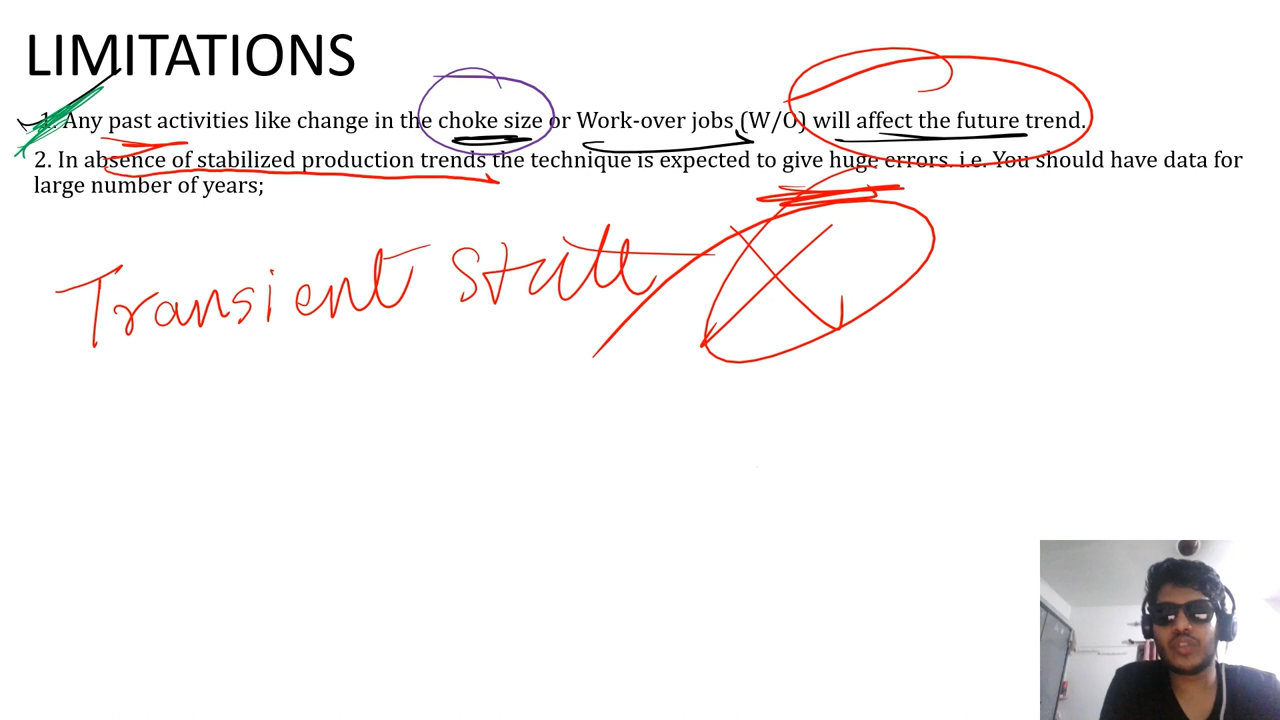 LIMITATIONS
1. Any past activities like change in the choke size or Work-over jobs (W/O) will affect the future trend.
2. In absence of stabilized production trends the technique is expected to give huge errors. i.e. You should have data for
large number of years;
Transient State